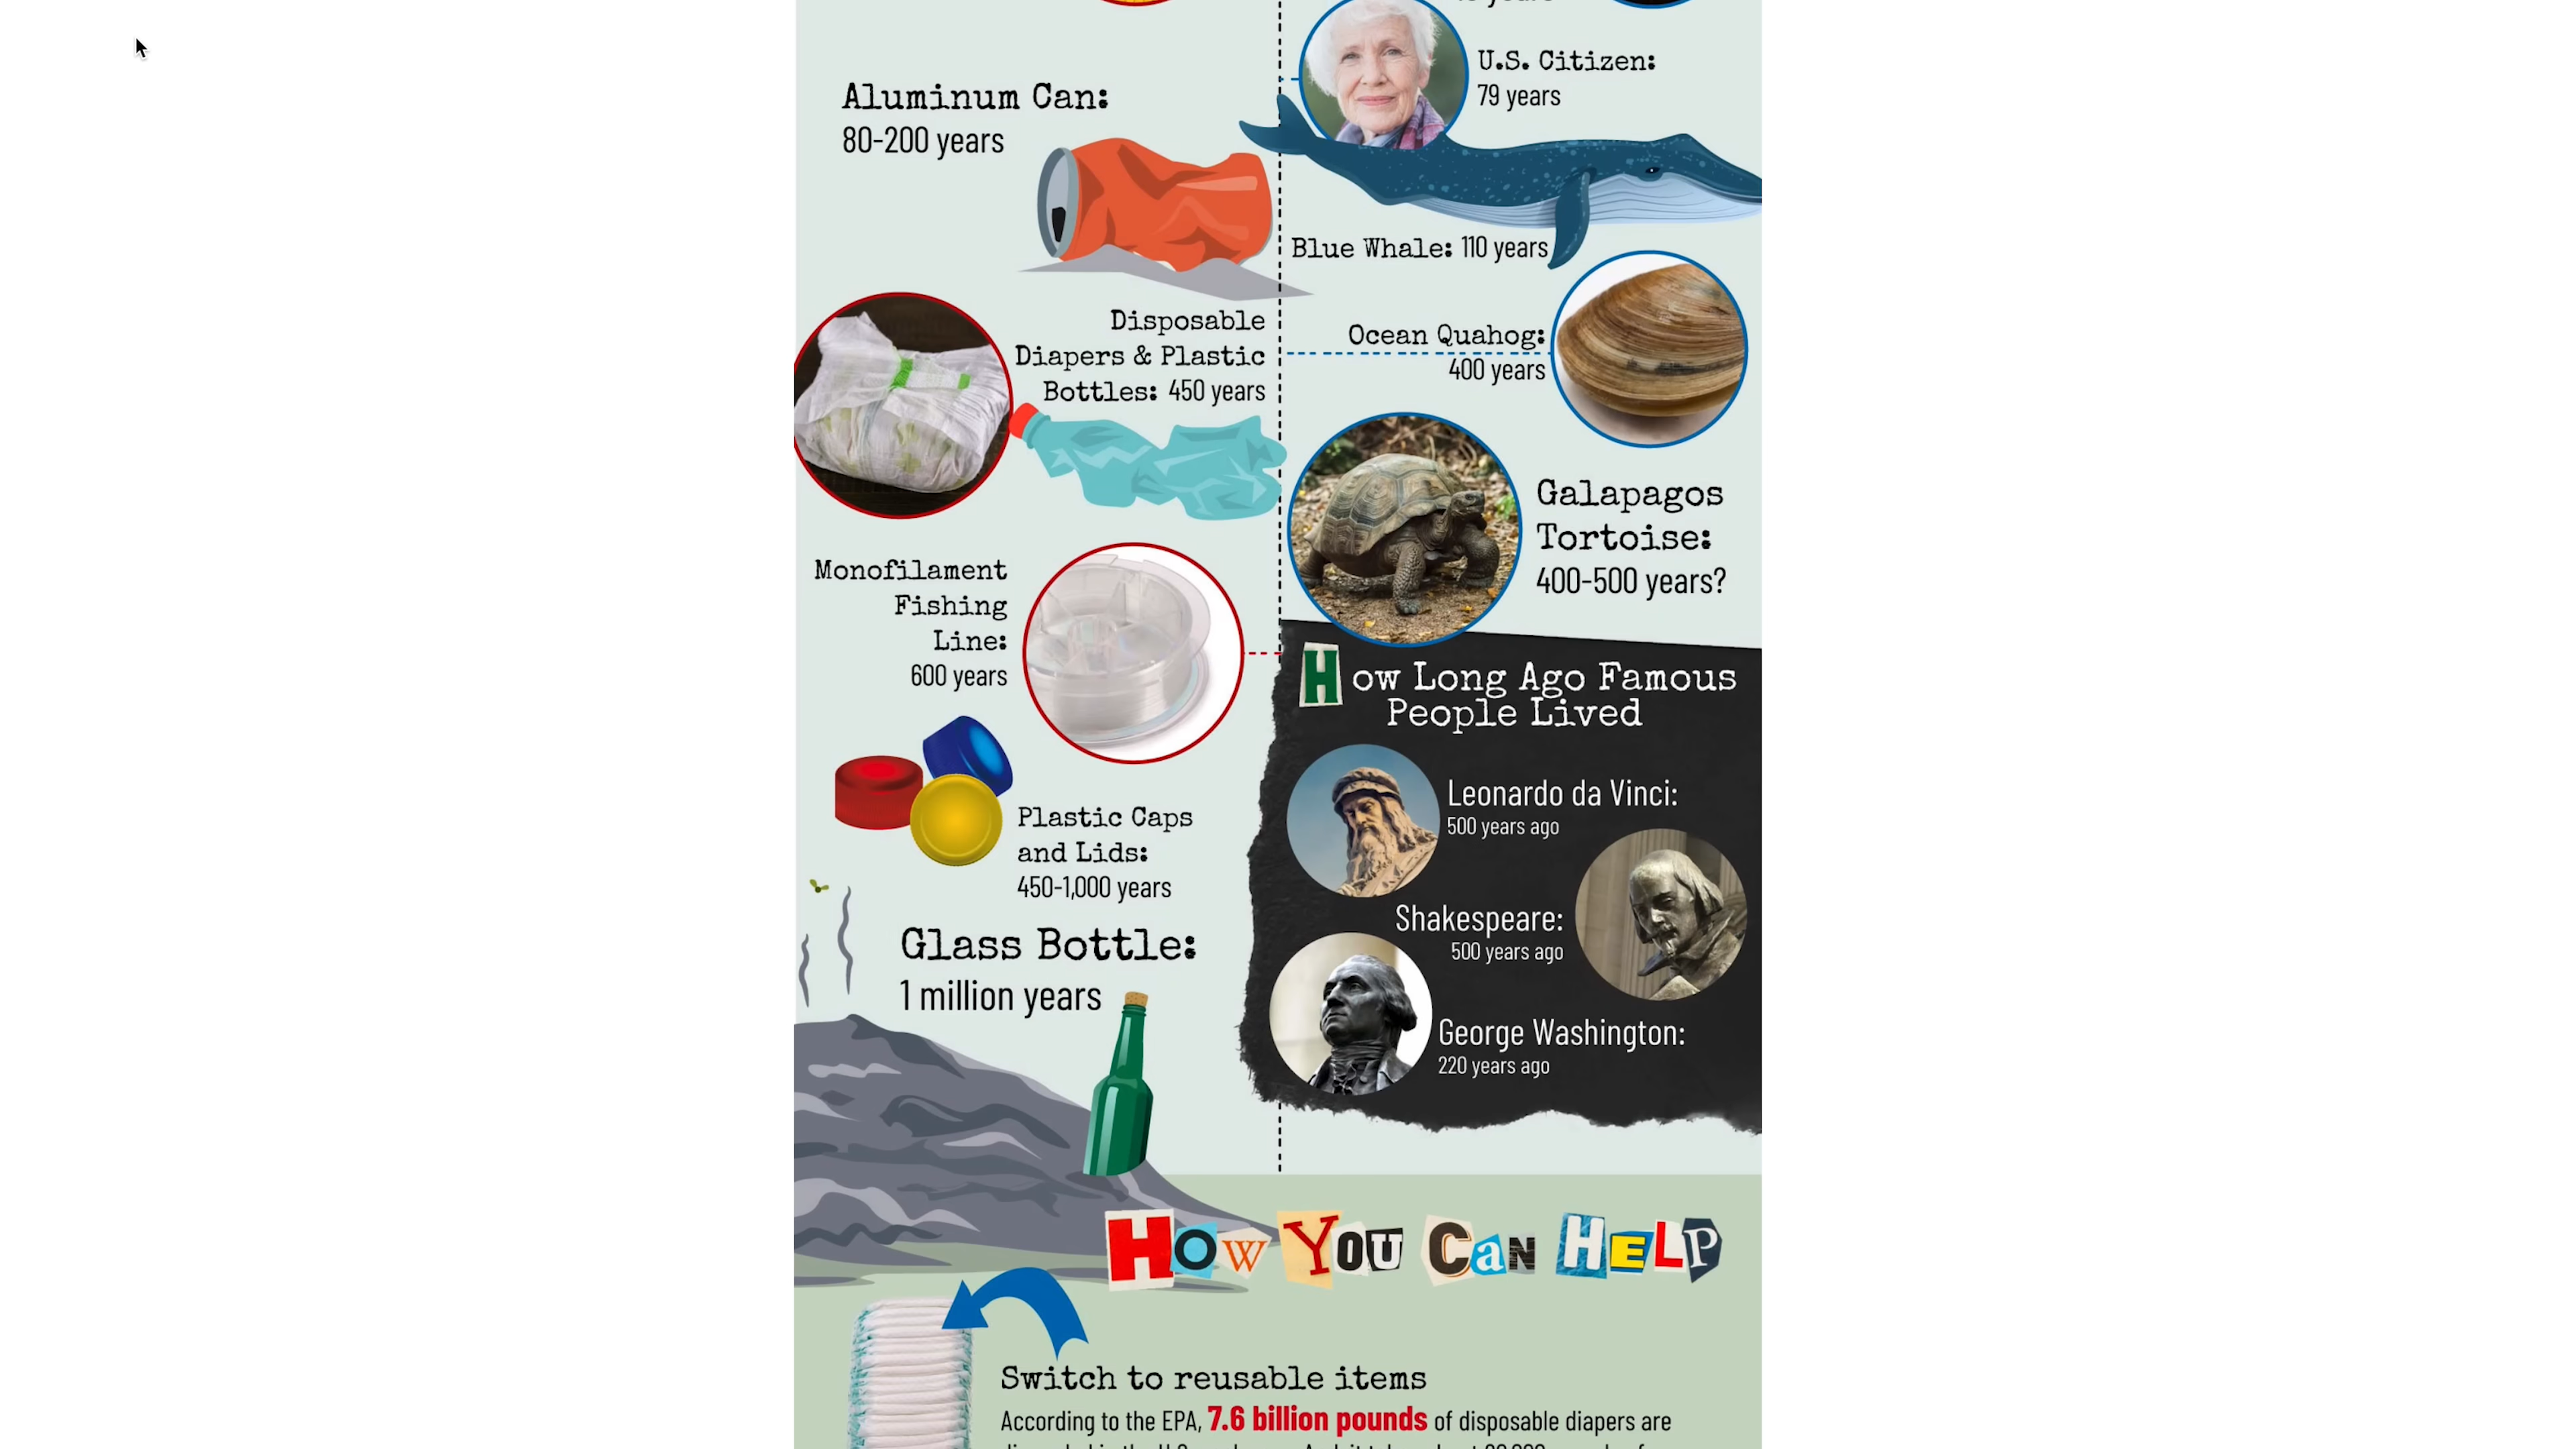 U.S. Citizen:
79 years
Aluminum Can:
80-200 years
Blue Whale: 110 years
Disposable
Diapers & Plastic
Bottles: 450 years
Ocean Quahog:
400 years
Galapagos
Tortoise:
400-500 years?
Monofilament
Fishing
Line:
600 years
Plastic Caps
and Lids:
450-1,000 years
Glass Bottle:
1 million years
How Long Ago Famous
People Lived
Leonardo da Vinci:
500 years ago
Shakespeare:
500 years ago
George Washington:
220 years ago
How You Can Help
Switch to reusable items
According to the EPA, 7.6 billion pounds of disposable diapers are